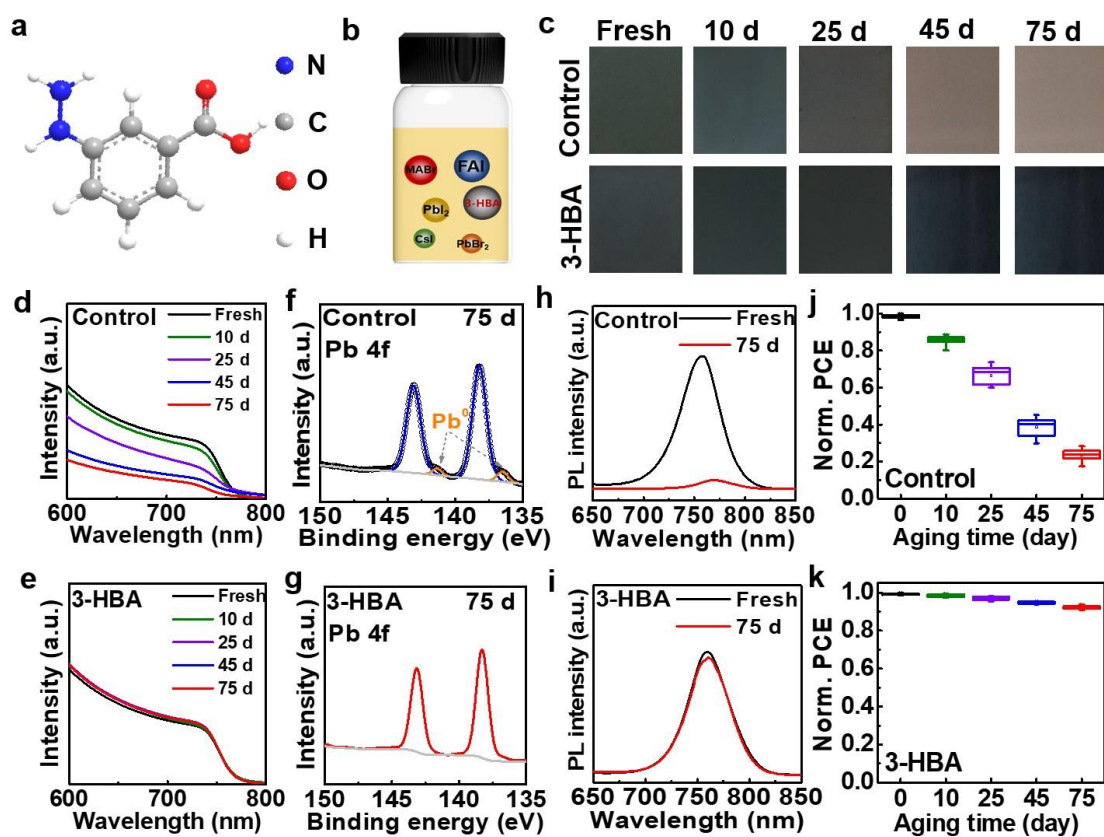 a
N
C
O
H
b
MABr
FAI
PbI2
3-HBA
CsI
PbBr2
c
Fresh 10 d 25 d 45 d 75 d
Control
3-HBA
d
Control
Fresh
10 d
25 d
45 d
75 d
Intensity (a.u.)
600 700 800
Wavelength (nm)
e
3-HBA
Fresh
10 d
25 d
45 d
75 d
Intensity (a.u.)
600 700 800
Wavelength (nm)
f
Control 75 d
Pb 4f
Pb0
Intensity (a.u.)
150 145 140 135
Binding energy (eV)
g
3-HBA 75 d
Pb 4f
Intensity (a.u.)
150 145 140 135
Binding energy (eV)
h
Control
Fresh
75 d
PL intensity (a.u.)
650 700 750 800 850
Wavelength (nm)
i
3-HBA
Fresh
75 d
PL intensity (a.u.)
650 700 750 800 850
Wavelength (nm)
j
1.0
0.8
0.6
0.4
0.2
0.0
Norm. PCE
Control
0 10 25 45 75
Aging time (day)
k
1.0
0.8
0.6
0.4
0.2
0.0
Norm. PCE
3-HBA
0 10 25 45 75
Aging time (day)